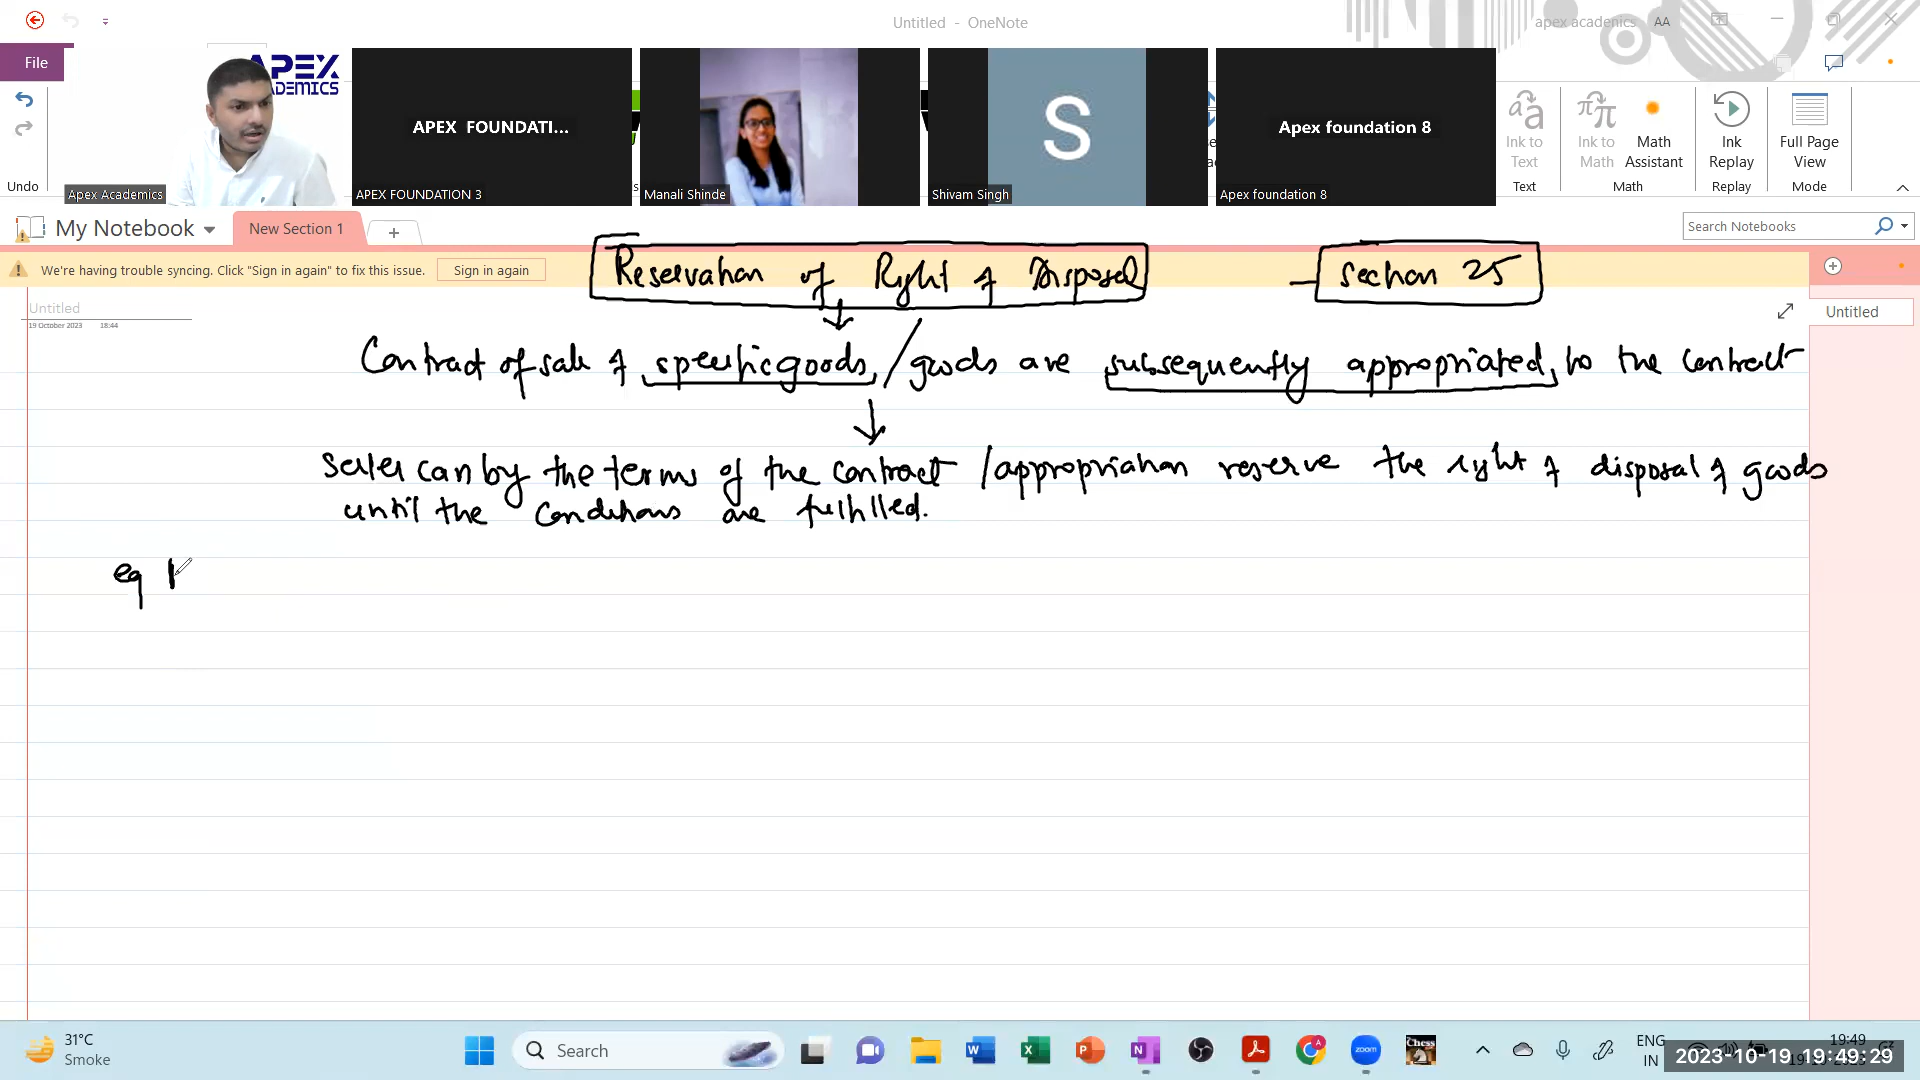 Untitled - OneNote
apex academics AA
File
APEX
ACADEMICS
Apex Academics
APEX FOUNDATI...
APEX FOUNDATION 3
Manali Shinde
S
Shivam Singh
Apex foundation 8
Apex foundation 8
Undo
Ink to Text
Ink to Math
Math Assistant
Ink Replay
Full Page View
Text
Math
Replay
Mode
My Notebook
New Section 1
Search Notebooks
We're having trouble syncing. Click "Sign in again" to fix this issue.
Sign in again
Untitled
Untitled
19 October 2023 18:44
Reservation of Right of Disposal - Section 25
Contract of sale of specific goods / goods are subsequently appropriated to the contract
Seller can by the terms of the contract / appropriation reserve the right of disposal of goods
until the conditions are fulfilled.
eg
31°C
Smoke
Search
zoom
Chess
ENG
IN
19:49
2023-10-19 19:49:29